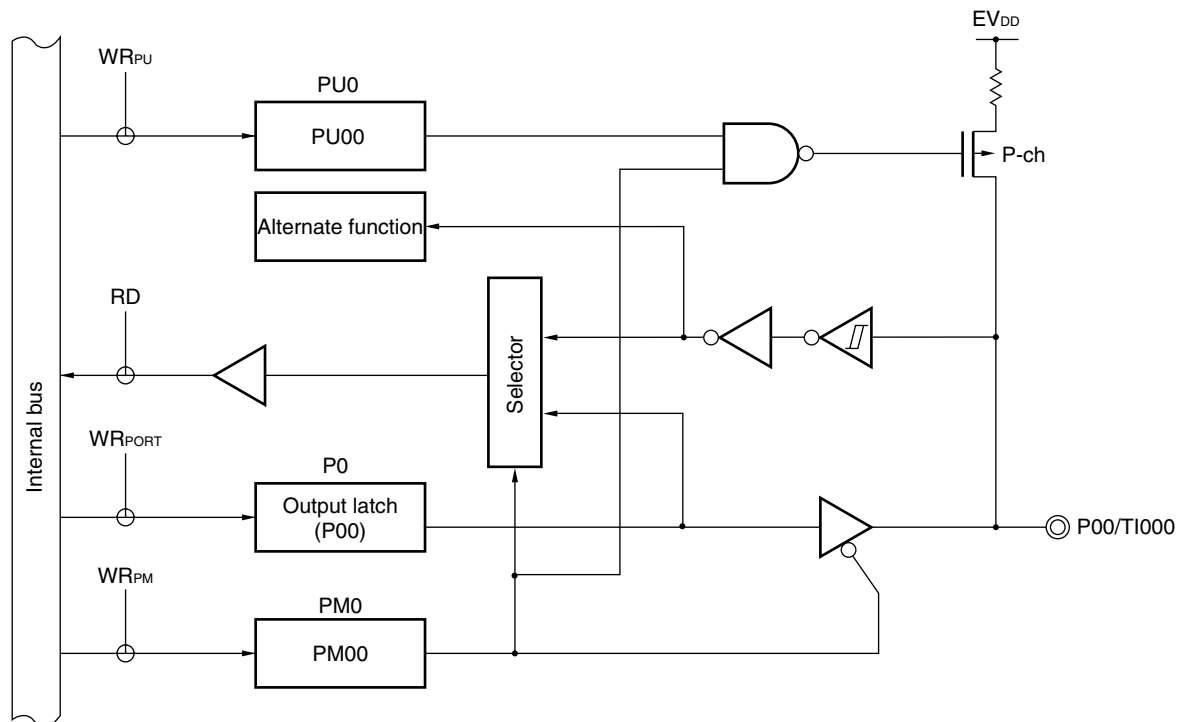 EVDD
WRPU
PU0
PU00
P-ch
Alternate function
RD
Selector
Internal bus
WRPORT
P0
Output latch
(P00)
P00/TI000
WRPM
PM0
PM00